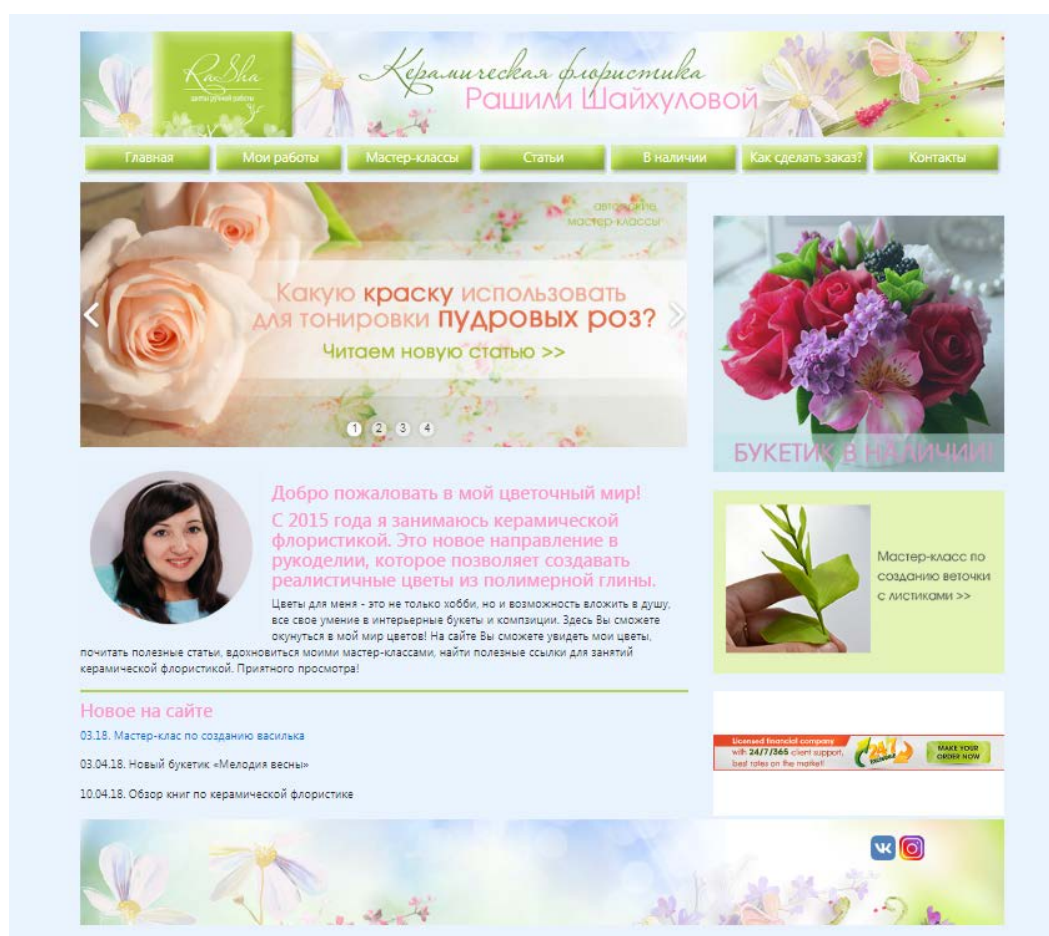 RaSha
цветы ручной работы
Керамическая флористика
Рашили Шайхуловой
Главная
Мои работы
Мастер-классы
Статьи
В наличии
Как сделать заказ?
Контакты
авторские
мастер-классы
Какую краску использовать
для тонировки пудровых роз?
Читаем новую статью >>
1 2 3 4
БУКЕТИК В НАЛИЧИИ!
Добро пожаловать в мой цветочный мир!
С 2015 года я занимаюсь керамической
флористикой. Это новое направление в
рукоделии, которое позволяет создавать
реалистичные цветы из полимерной глины.
Цветы для меня - это не только хобби, но и возможность вложить в душу,
все свое умение в интерьерные букеты и компзиции. Здесь Вы сможете
окунуться в мой мир цветов! На сайте Вы сможете увидеть мои цветы,
почитать полезные статьи, вдохновиться моими мастер-классами, найти полезные ссылки для занятий
керамической флористикой. Приятного просмотра!
Мастер-класс по
созданию веточки
с листиками >>
Новое на сайте
03.18. Мастер-клас по созданию василька
03.04.18. Новый букетик «Мелодия весны»
10.04.18. Обзор книг по керамической флористике
Licensed financial company
with 24/7/365 client support,
best rates on the market!
24/7
MAKE YOUR
ORDER NOW